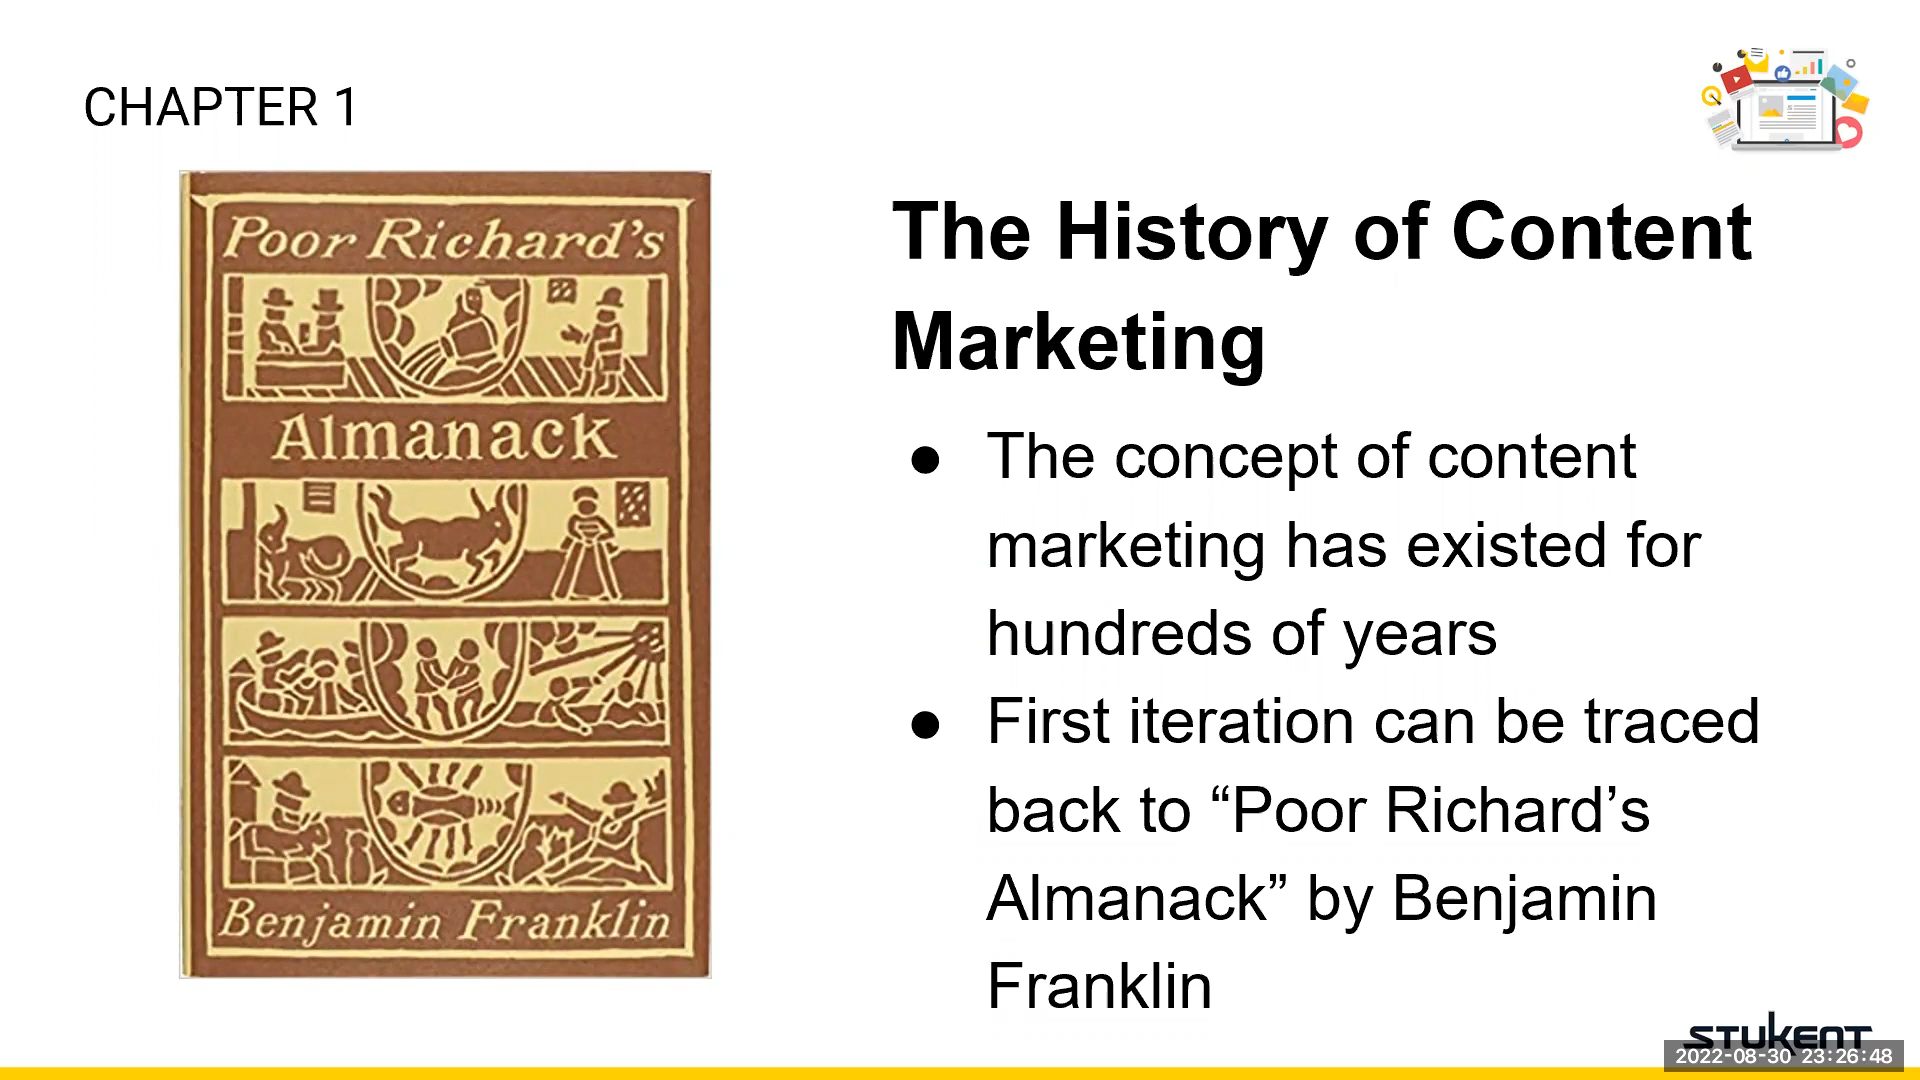 CHAPTER 1
Poor Richard's
Almanack
Benjamin Franklin
The History of Content
Marketing
● The concept of content
marketing has existed for
hundreds of years
● First iteration can be traced
back to “Poor Richard’s
Almanack” by Benjamin
Franklin
STUKENT
2022-08-30 23:26:48